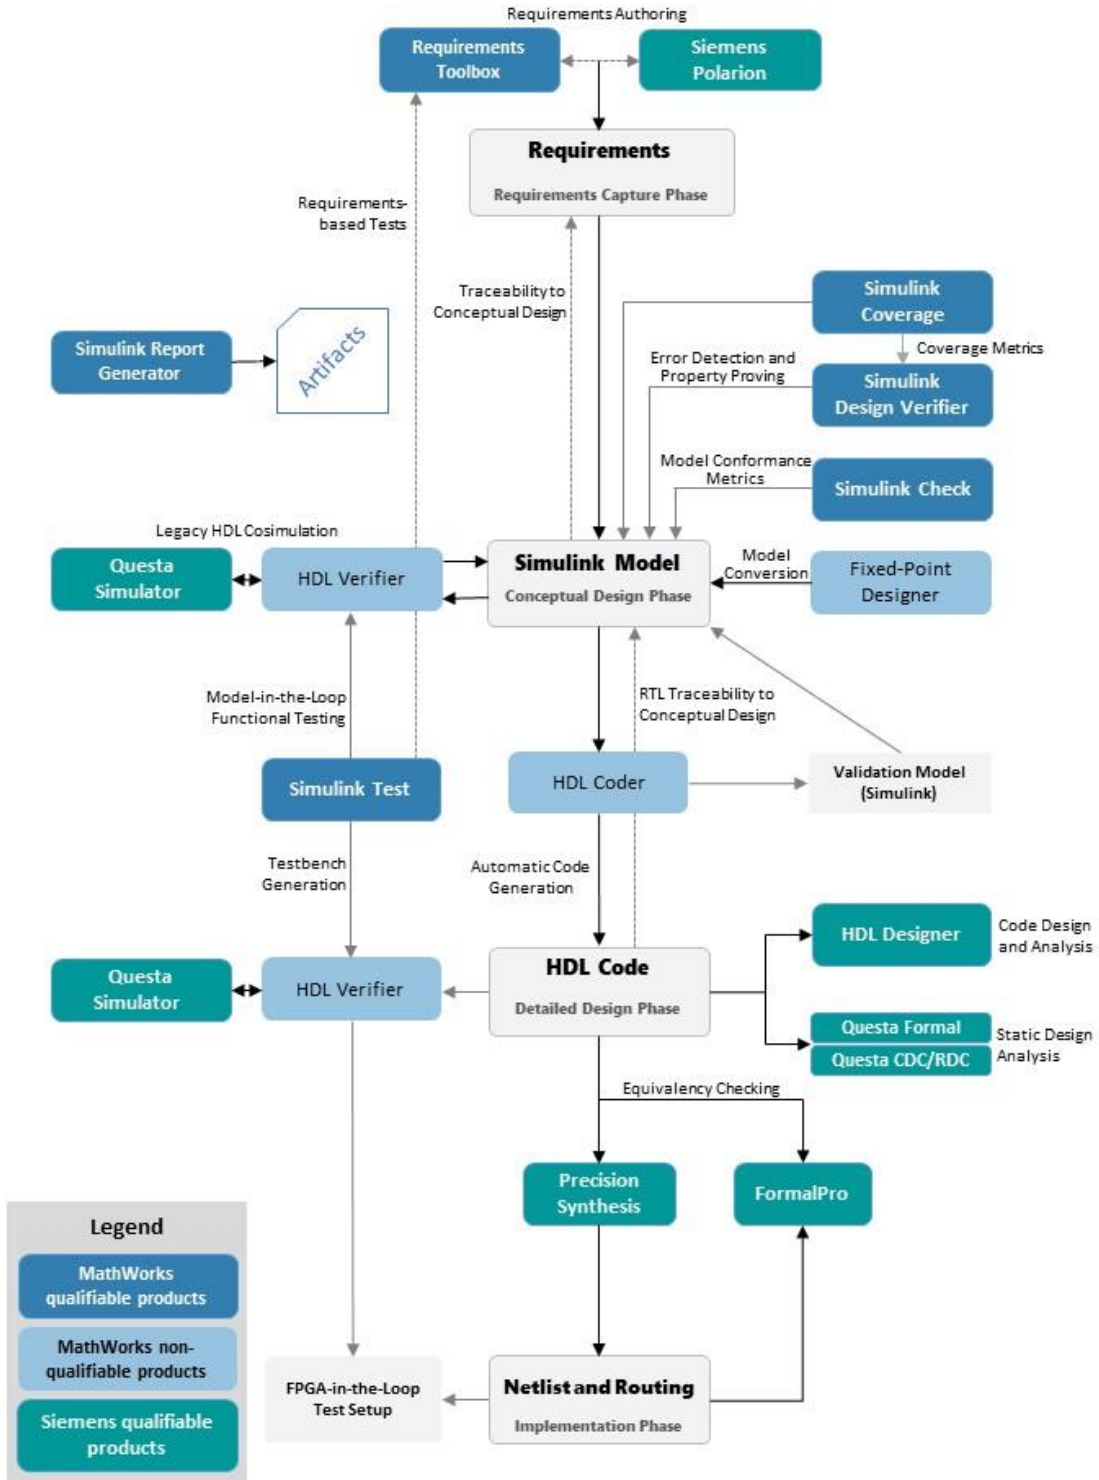 Requirements Authoring
Requirements
Toolbox
Siemens
Polarion
Requirements
Requirements Capture Phase
Requirements-
based Tests
Traceability to
Conceptual Design
Simulink
Coverage
Coverage Metrics
Simulink Report
Generator
Artifacts
Error Detection and
Property Proving
Simulink
Design Verifier
Model Conformance
Metrics
Simulink Check
Legacy HDL Cosimulation
Questa
Simulator
HDL Verifier
Simulink Model
Conceptual Design Phase
Model
Conversion
Fixed-Point
Designer
Model-in-the-Loop
Functional Testing
RTL Traceability to
Conceptual Design
Simulink Test
HDL Coder
Validation Model
(Simulink)
Testbench
Generation
Automatic Code
Generation
HDL Designer
Code Design
and Analysis
Questa
Simulator
HDL Verifier
HDL Code
Detailed Design Phase
Questa Formal
Questa CDC/RDC
Static Design
Analysis
Equivalency Checking
Precision
Synthesis
FormalPro
Legend
MathWorks
qualifiable products
MathWorks non-
qualifiable products
Siemens qualifiable
products
FPGA-in-the-Loop
Test Setup
Netlist and Routing
Implementation Phase